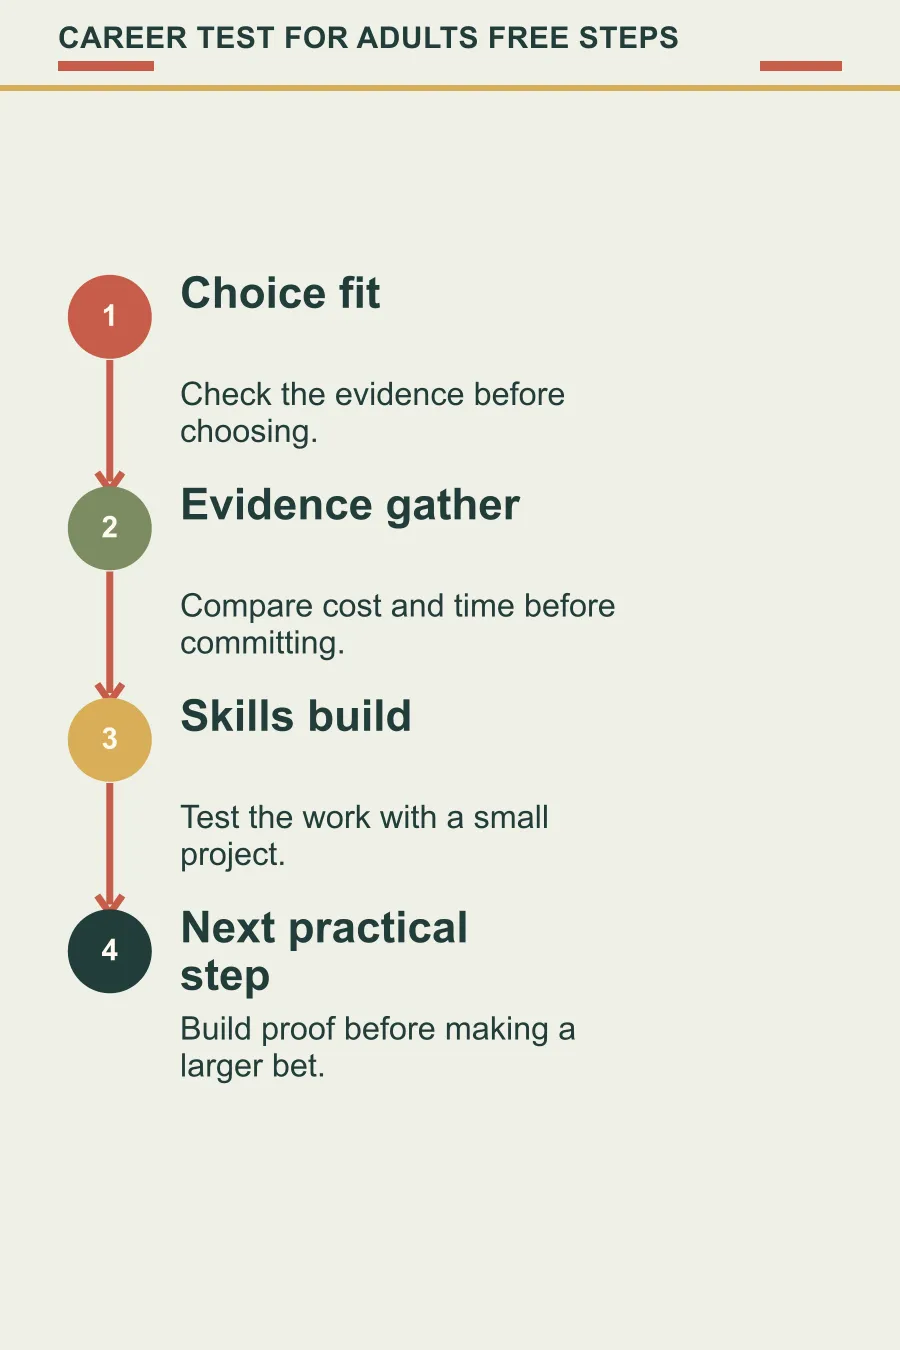 CAREER TEST FOR ADULTS FREE STEPS
1
Choice fit
Check the evidence before
choosing.
2
Evidence gather
Compare cost and time before
committing.
3
Skills build
Test the work with a small
project.
4
Next practical
step
Build proof before making a
larger bet.